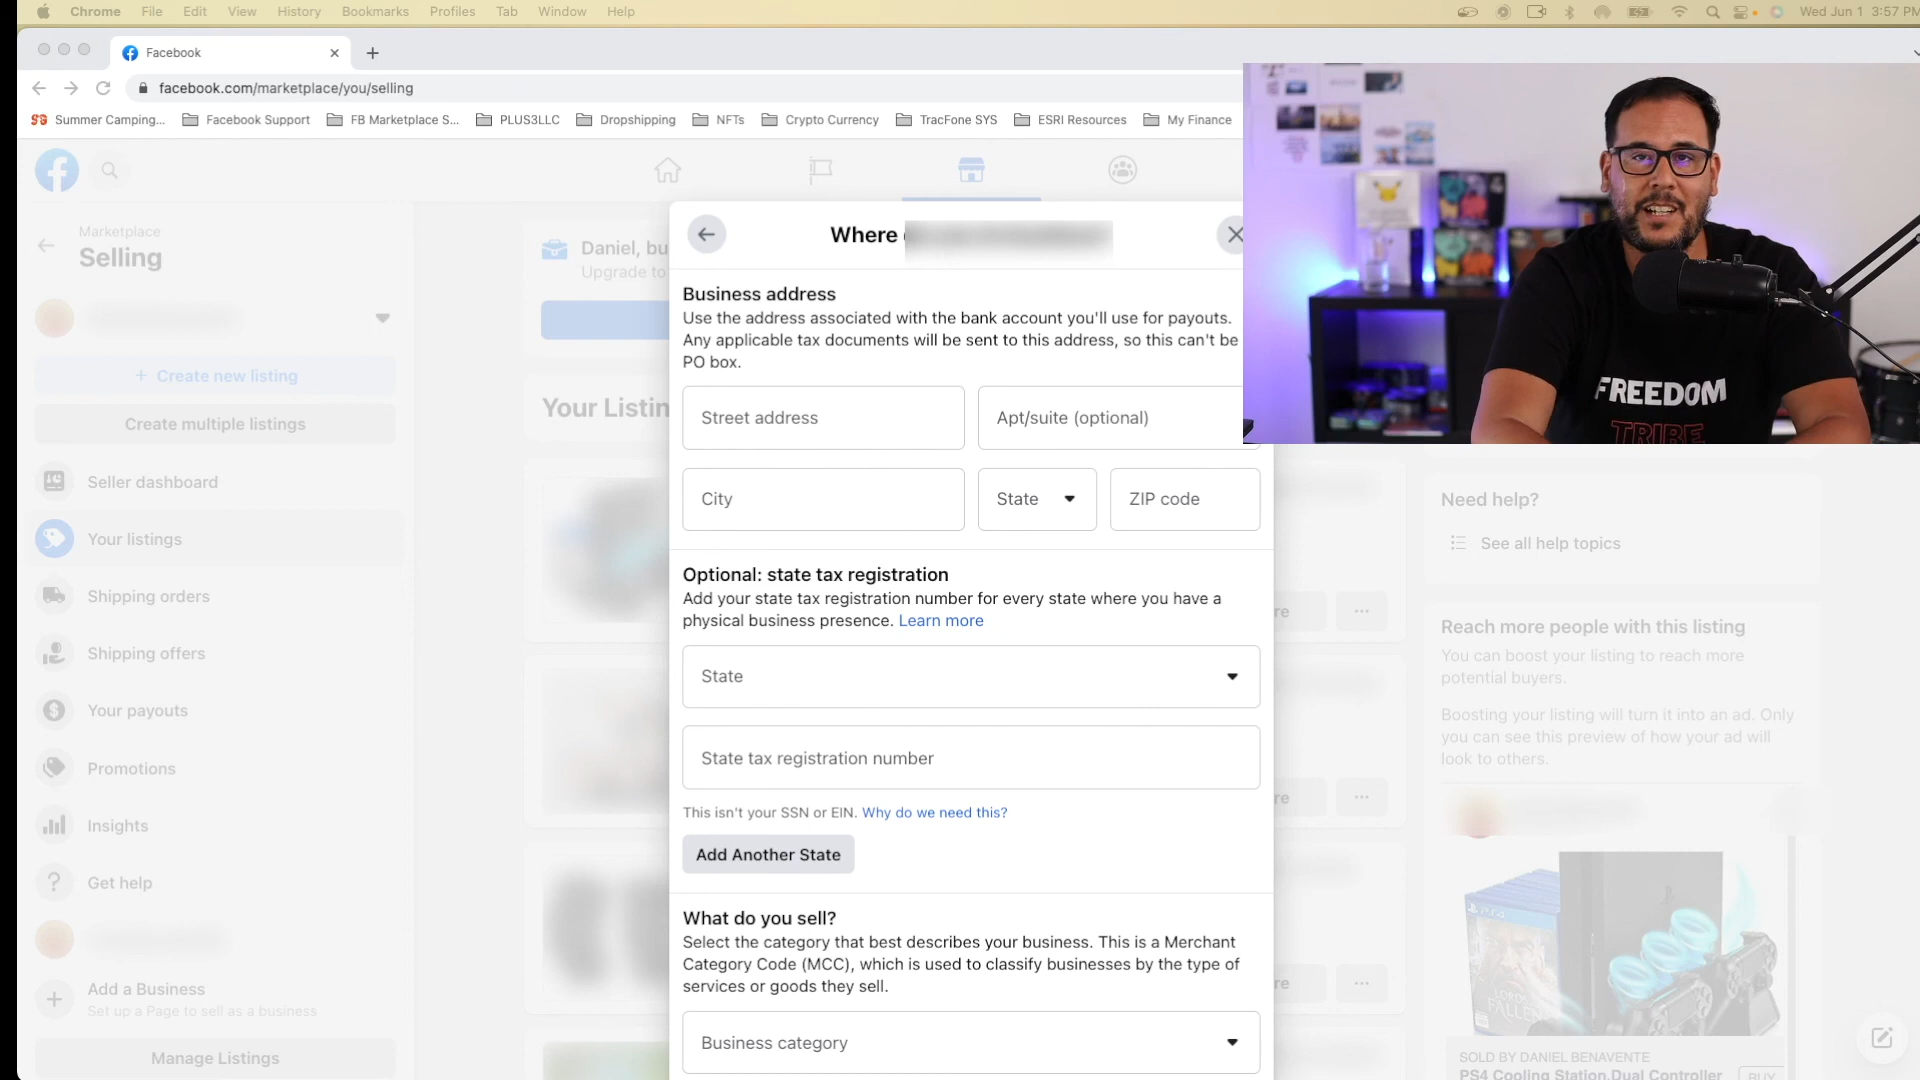 Chrome File Edit View History Bookmarks Profiles Tab Window Help
Wed Jun 1 3:57 PM
Facebook
facebook.com/marketplace/you/selling
Summer Camping... Facebook Support FB Marketplace S... PLUS3LLC Dropshipping NFTs Crypto Currency TracFone SYS ESRI Resources My Finance
Marketplace
Selling
+ Create new listing
Create multiple listings
Seller dashboard
Your listings
Shipping orders
Shipping offers
Your payouts
Promotions
Insights
Get help
Add a Business
Set up a Page to sell as a business
Manage Listings
Daniel, bu
Upgrade to
Your Listin
Where
Business address
Use the address associated with the bank account you'll use for payouts.
Any applicable tax documents will be sent to this address, so this can't be
PO box.
Street address
Apt/suite (optional)
City
State
ZIP code
Optional: state tax registration
Add your state tax registration number for every state where you have a
physical business presence. Learn more
State
State tax registration number
This isn't your SSN or EIN. Why do we need this?
Add Another State
What do you sell?
Select the category that best describes your business. This is a Merchant
Category Code (MCC), which is used to classify businesses by the type of
services or goods they sell.
Business category
re
re
re
FREEDOM
TRIBE
Need help?
See all help topics
Reach more people with this listing
You can boost your listing to reach more
potential buyers.
Boosting your listing will turn it into an ad. Only
you can see this preview of how your ad will
look to others.
PS4
LORDS
FALLEN
SOLD BY DANIEL BENAVENTE
PS4 Cooling Station,Dual Controller
BUY